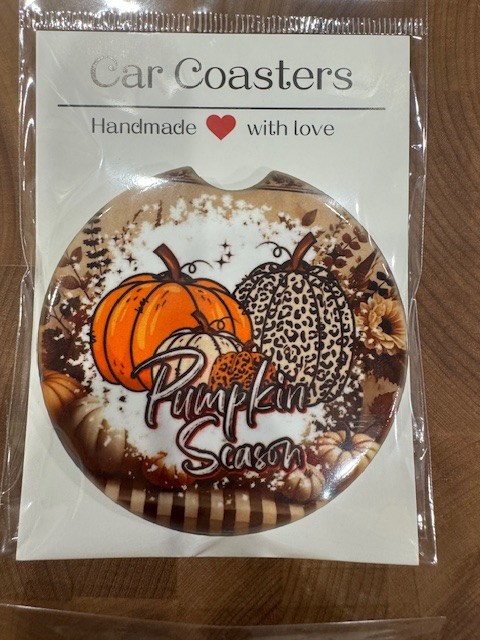 Car Coasters
Handmade with love
Pumpkin
Season